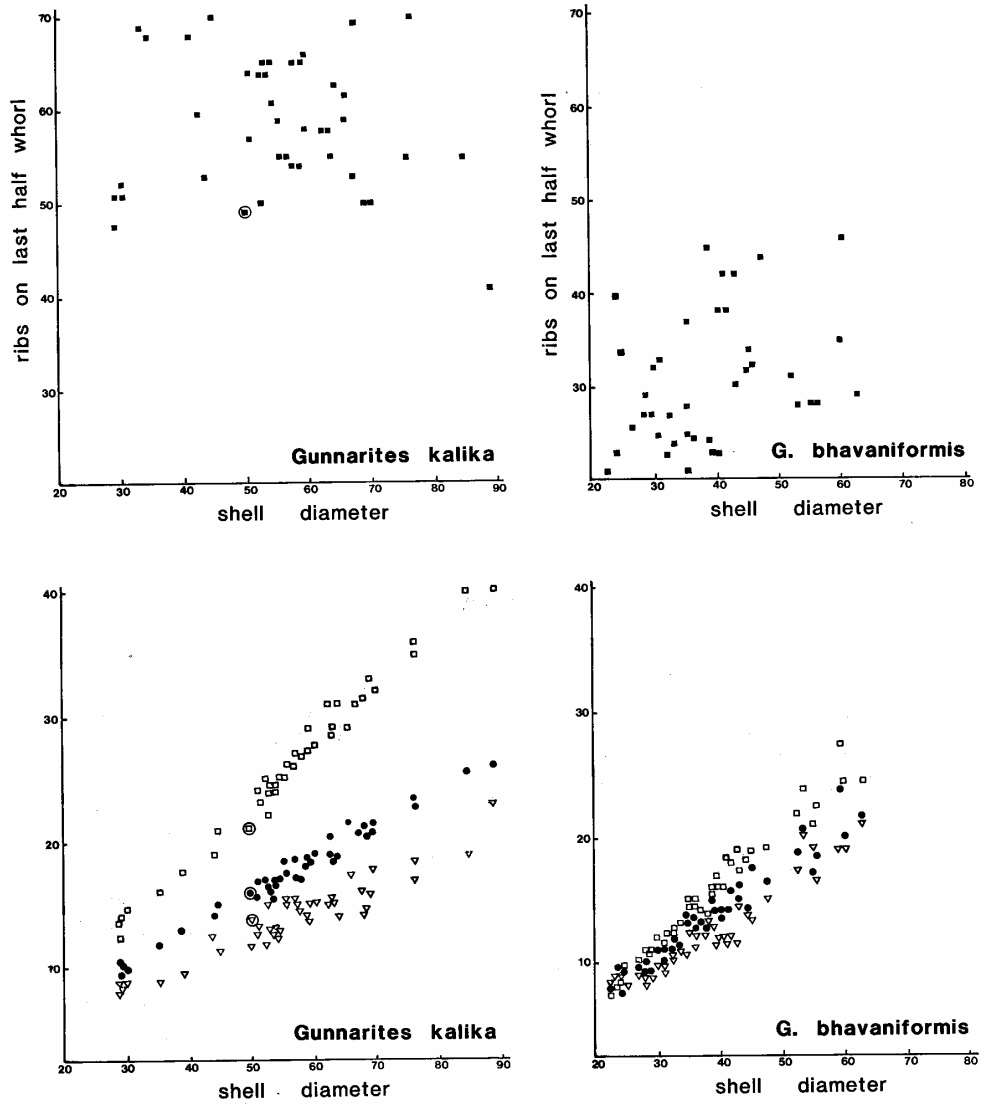 70
60
50
40
30
ribs on last half whorl
Gunnarites kalika
20 30 40 50 60 70 80 90
shell diameter
70
60
50
40
30
ribs on last half whorl
G. bhavaniformis
20 30 40 50 60 70 80
shell diameter
40
30
20
10
Gunnarites kalika
20 30 40 50 60 70 80 90
shell diameter
40
30
20
10
G. bhavaniformis
20 30 40 50 60 70 80
shell diameter